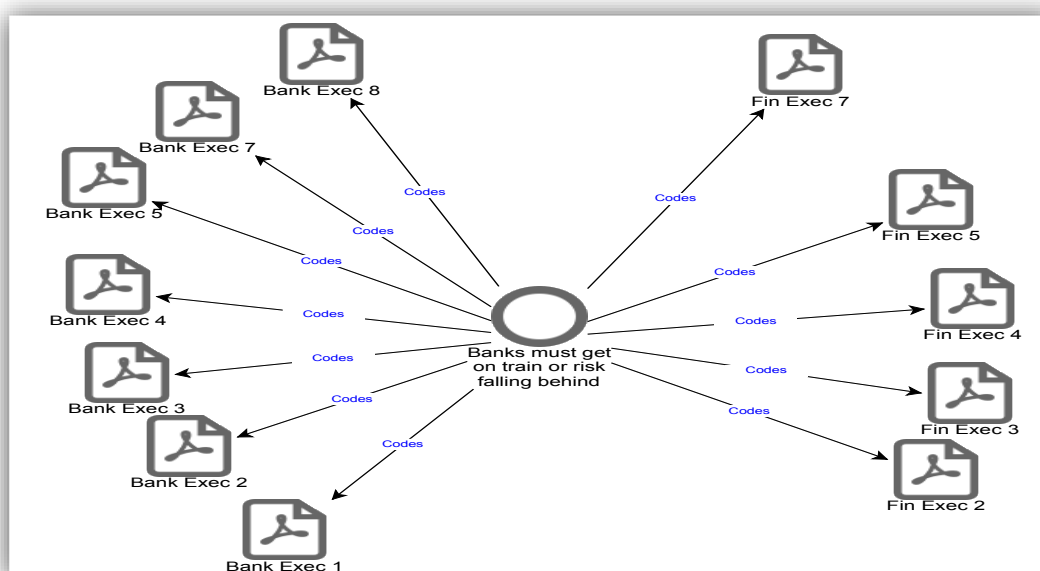 Bank Exec 8
Fin Exec 7
Bank Exec 7
Codes
Codes
Bank Exec 5
Codes
Fin Exec 5
Codes
Codes
Bank Exec 4
Codes
Codes
Fin Exec 4
Banks must get
on train or risk
falling behind
Codes
Codes
Bank Exec 3
Codes
Codes
Fin Exec 3
Bank Exec 2
Codes
Fin Exec 2
Bank Exec 1